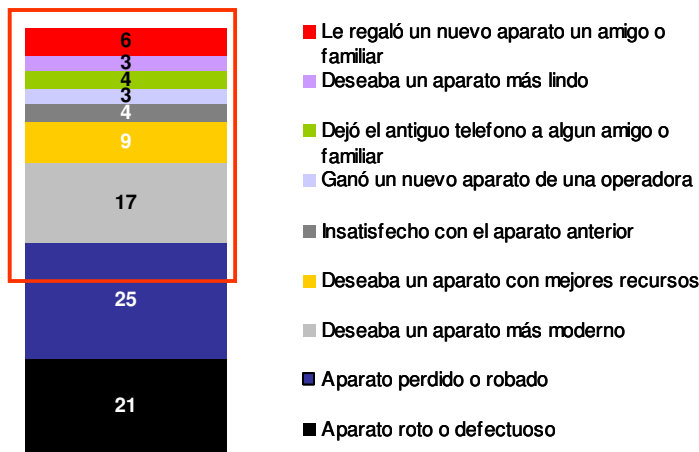 6
3
4
3
4
9
17
25
21
Le regaló un nuevo aparato un amigo o
familiar
Deseaba un aparato más lindo
Dejó el antiguo telefono a algun amigo o
familiar
Ganó un nuevo aparato de una operadora
Insatisfecho con el aparato anterior
Deseaba un aparato con mejores recursos
Deseaba un aparato más moderno
Aparato perdido o robado
Aparato roto o defectuoso